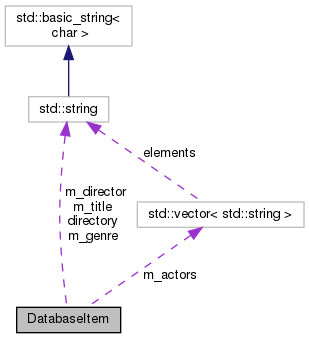 std::basic_string<
char >
std::string
elements
m_director
m_title
directory
m_genre
std::vector< std::string >
m_actors
DatabaseItem